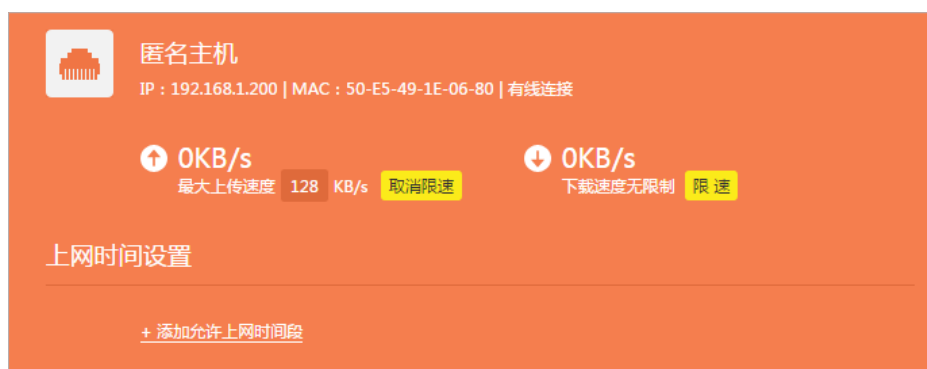 匿名主机
IP：192.168.1.200 | MAC：50-E5-49-1E-06-80 | 有线连接
0KB/s
最大上传速度 128 KB/s 取消限速
0KB/s
下载速度无限制 限 速
上网时间设置
+ 添加允许上网时间段